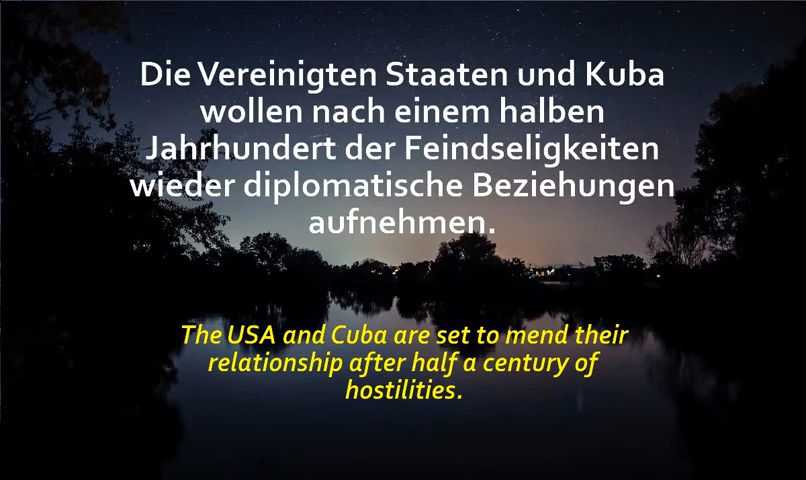 Die Vereinigten Staaten und Kuba
wollen nach einem halben
Jahrhundert der Feindseligkeiten
wieder diplomatische Beziehungen
aufnehmen.
The USA and Cuba are set to mend their
relationship after half a century of
hostilities.